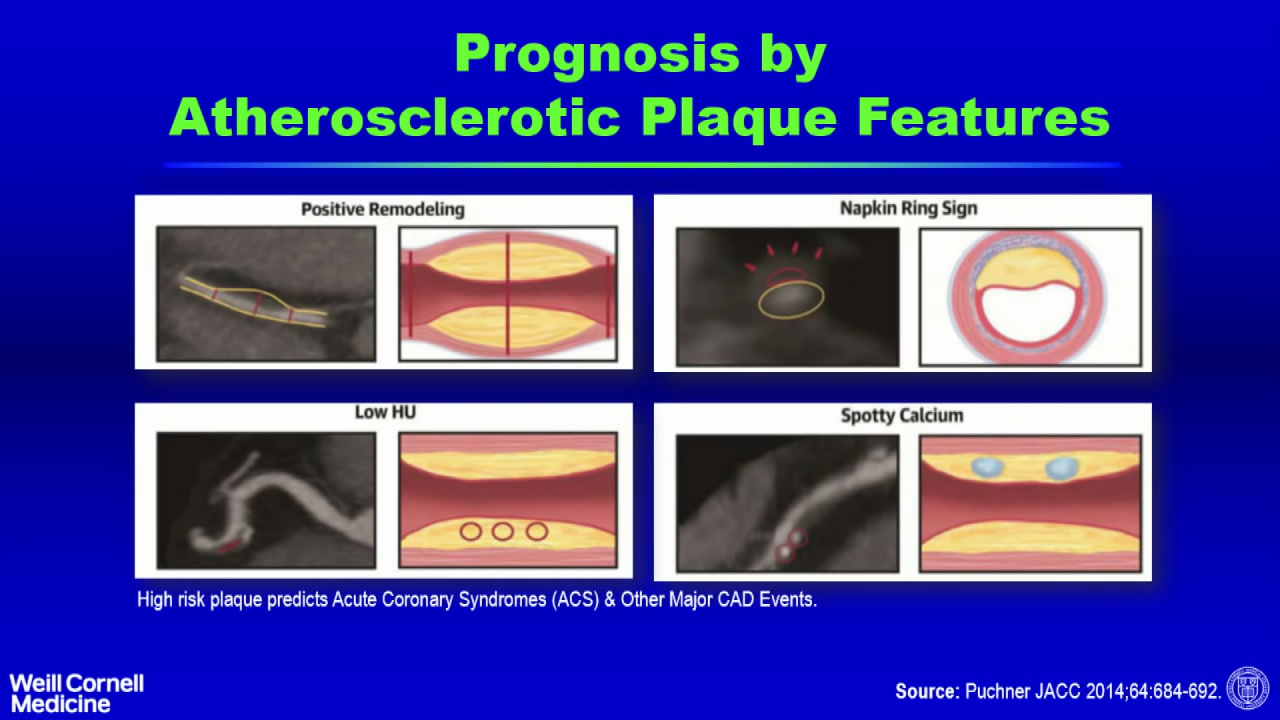 Prognosis by
Atherosclerotic Plaque Features
Positive Remodeling
Napkin Ring Sign
Low HU
Spotty Calcium
High risk plaque predicts Acute Coronary Syndromes (ACS) & Other Major CAD Events.
Weill Cornell
Medicine
Source: Puchner JACC 2014;64:684-692.